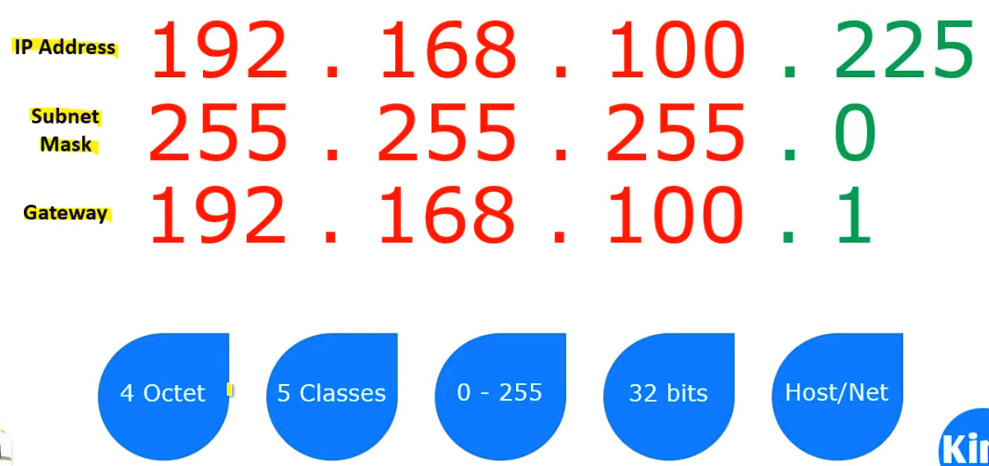 IP Address 192 . 168 . 100 . 225
Subnet
Mask 255 . 255 . 255 . 0
Gateway 192 . 168 . 100 . 1
4 Octet
5 Classes
0 - 255
32 bits
Host/Net